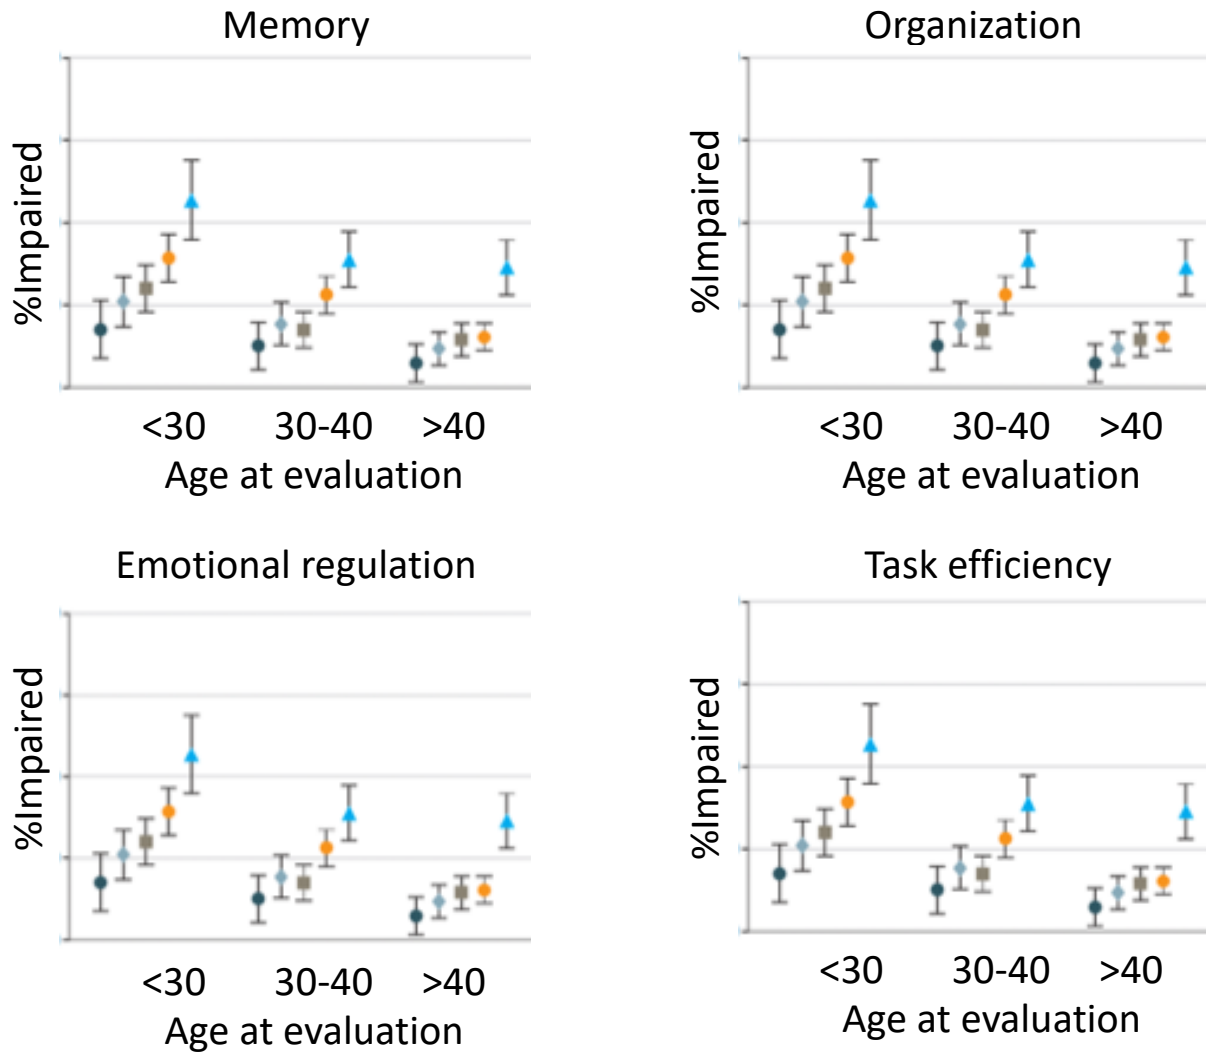 Memory
%Impaired
<30 30-40 >40
Age at evaluation
Organization
%Impaired
<30 30-40 >40
Age at evaluation
Emotional regulation
%Impaired
<30 30-40 >40
Age at evaluation
Task efficiency
%Impaired
<30 30-40 >40
Age at evaluation